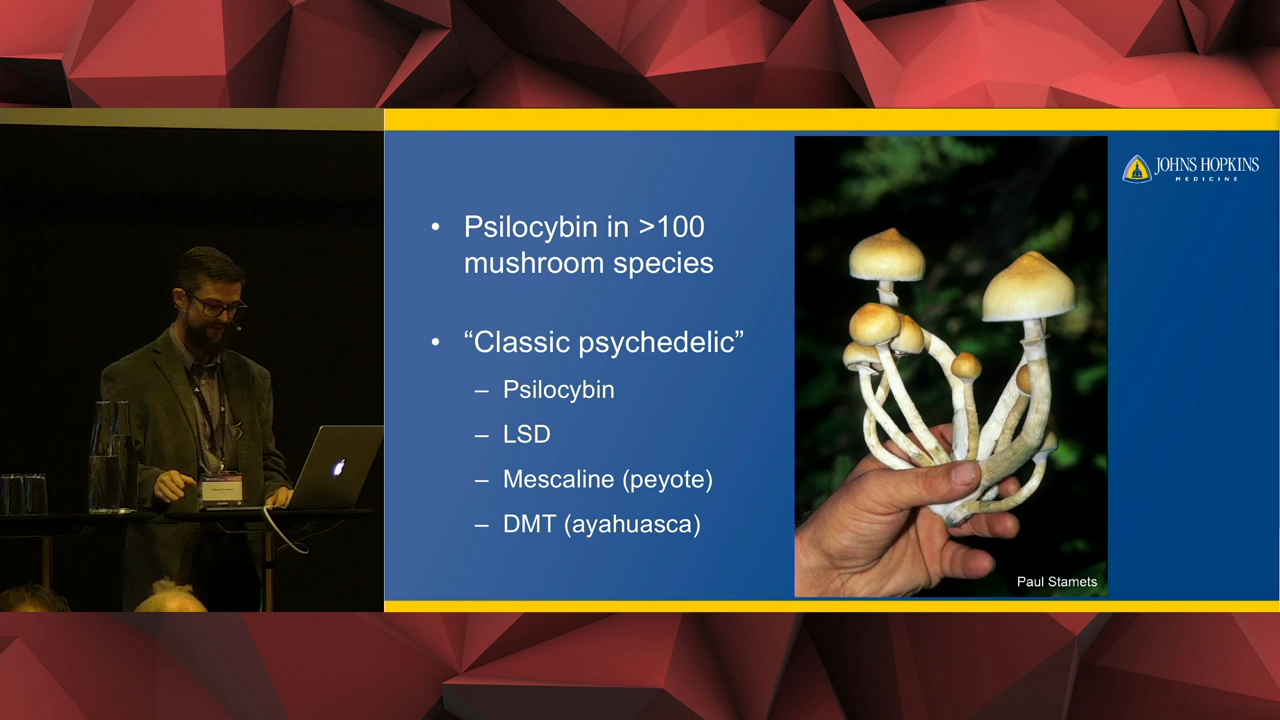 JOHNS HOPKINS
MEDICINE
• Psilocybin in >100
mushroom species
• “Classic psychedelic”
– Psilocybin
– LSD
– Mescaline (peyote)
– DMT (ayahuasca)
Paul Stamets